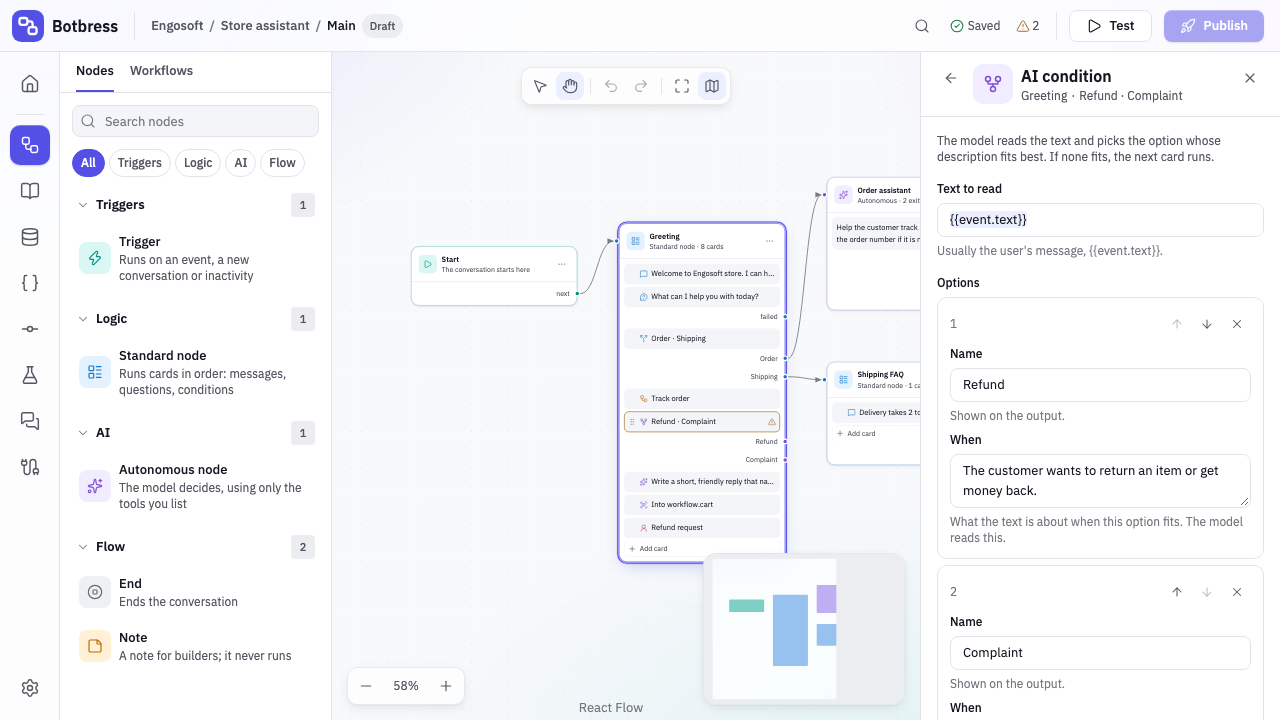 Botbress
Engosoft / Store assistant / Main
Draft
Saved
2
Test
Publish
Nodes
Workflows
Search nodes
All
Triggers
Logic
AI
Flow
Triggers
1
Trigger
Runs on an event, a new
conversation or inactivity
Logic
1
Standard node
Runs cards in order: messages,
questions, conditions
AI
1
Autonomous node
The model decides, using only the
tools you list
Flow
2
End
Ends the conversation
Note
A note for builders; it never runs
Start
The conversation starts here
next
Greeting
Standard node · 8 cards
Welcome to Engosoft store. I can h...
What can I help you with today?
failed
Order · Shipping
Order
Shipping
Track order
Refund · Complaint
Refund
Complaint
Write a short, friendly reply that na...
Into workflow.cart
Refund request
Add card
Order assistant
Autonomous · 2 exit
Help the customer track
the order number if it is n
Shipping FAQ
Standard node · 1 ca
Delivery takes 2 to
Add card
58%
React Flow
AI condition
Greeting · Refund · Complaint
The model reads the text and picks the option whose
description fits best. If none fits, the next card runs.
Text to read
{{event.text}}
Usually the user's message, {{event.text}}.
Options
1
Name
Refund
Shown on the output.
When
The customer wants to return an item or get
money back.
What the text is about when this option fits. The model
reads this.
2
Name
Complaint
Shown on the output.
When